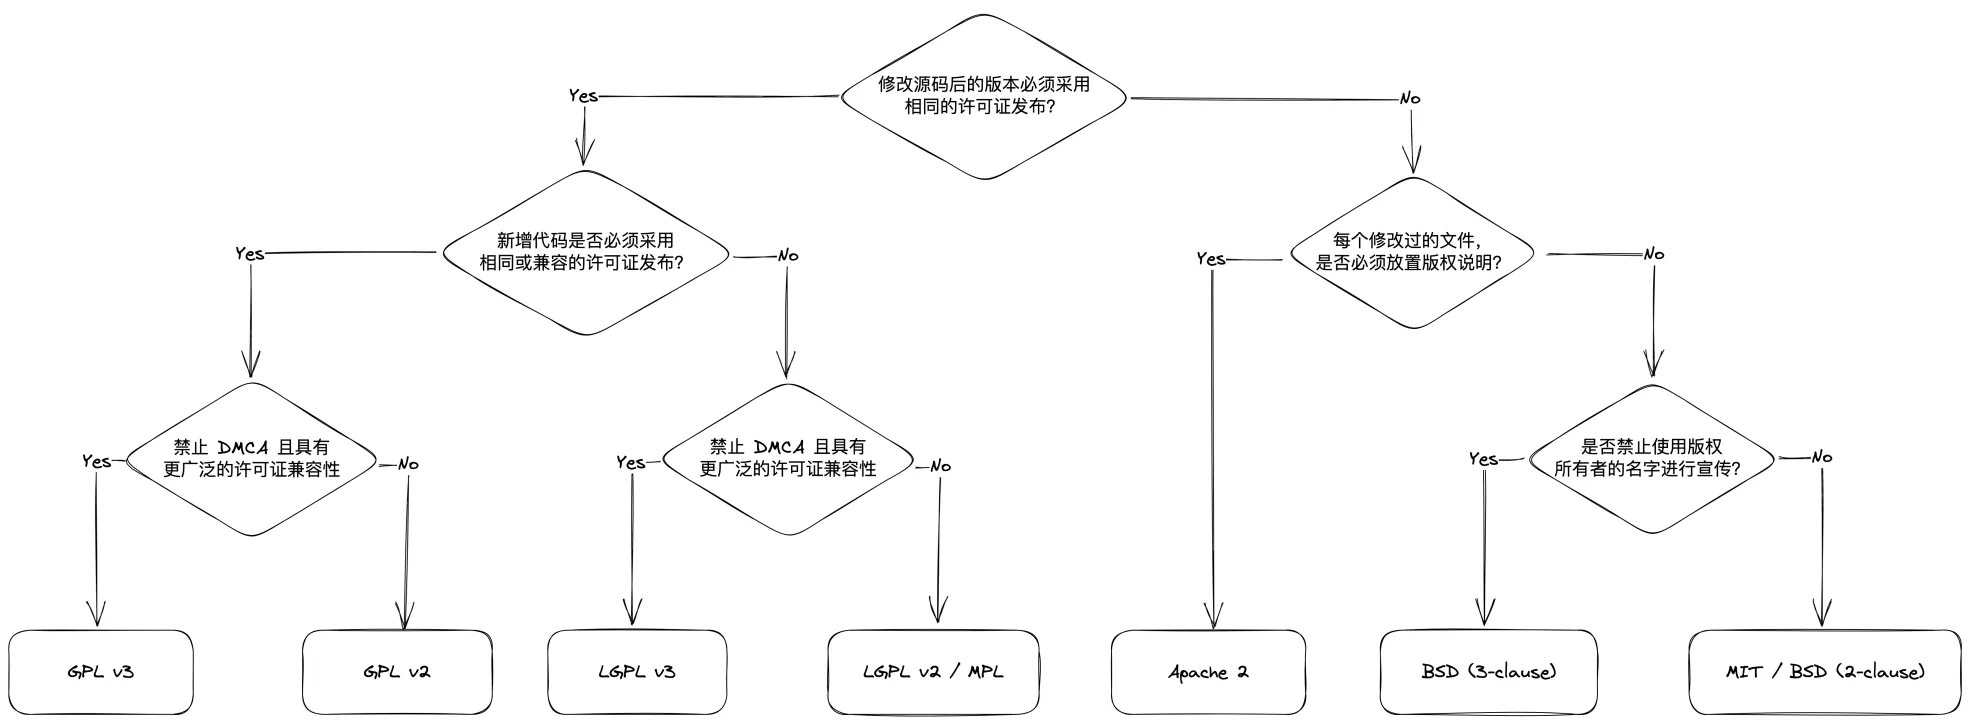 修改源码后的版本必须采用
相同的许可证发布?
Yes
No
新增代码是否必须采用
相同或兼容的许可证发布?
Yes
No
每个修改过的文件,
是否必须放置版权说明?
Yes
No
禁止 DMCA 且具有
更广泛的许可证兼容性
Yes
No
禁止 DMCA 且具有
更广泛的许可证兼容性
Yes
No
是否禁止使用版权
所有者的名字进行宣传?
Yes
No
GPL v3
GPL v2
LGPL v3
LGPL v2 / MPL
Apache 2
BSD (3-clause)
MIT / BSD (2-clause)